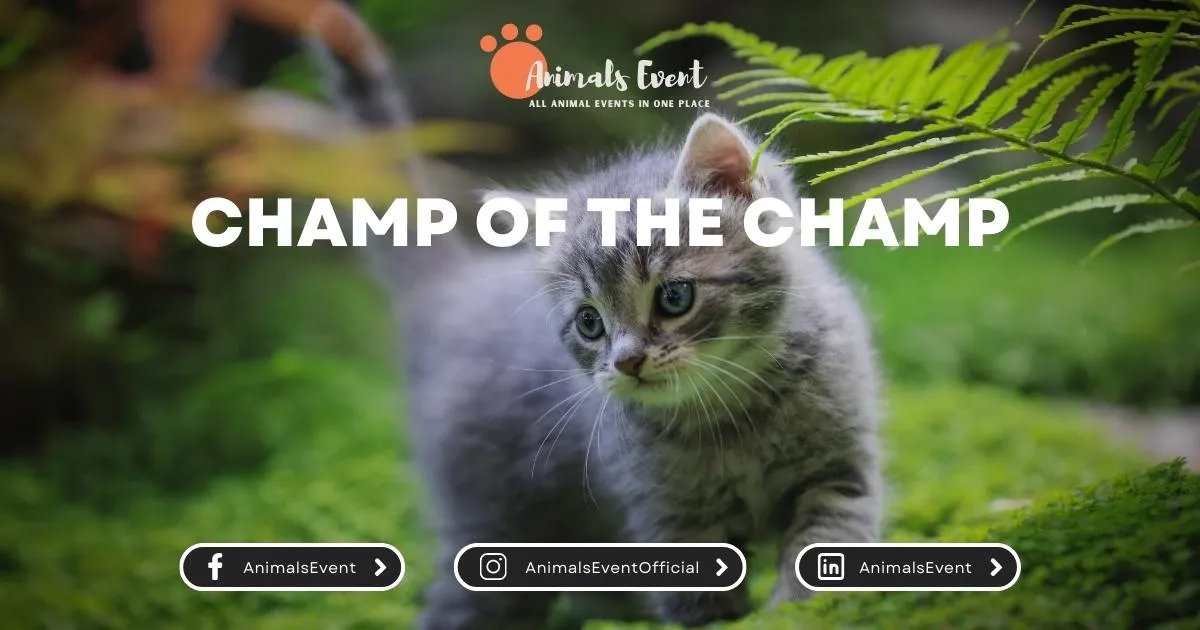 Animals Event
ALL ANIMAL EVENTS IN ONE PLACE
CHAMP OF THE CHAMP
AnimalsEvent
AnimalsEventOfficial
AnimalsEvent